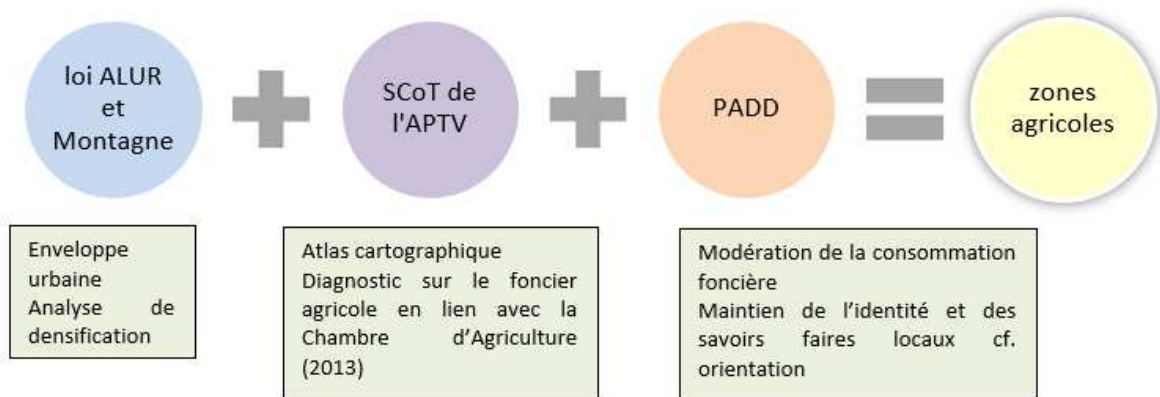 loi ALUR
et
Montagne
SCoT de
l'APTV
PADD
zones
agricoles
Enveloppe
urbaine
Analyse de
densification
Atlas cartographique
Diagnostic sur le foncier
agricole en lien avec la
Chambre d'Agriculture
(2013)
Modération de la consommation
foncière
Maintien de l'identité et des
savoirs faires locaux cf.
orientation